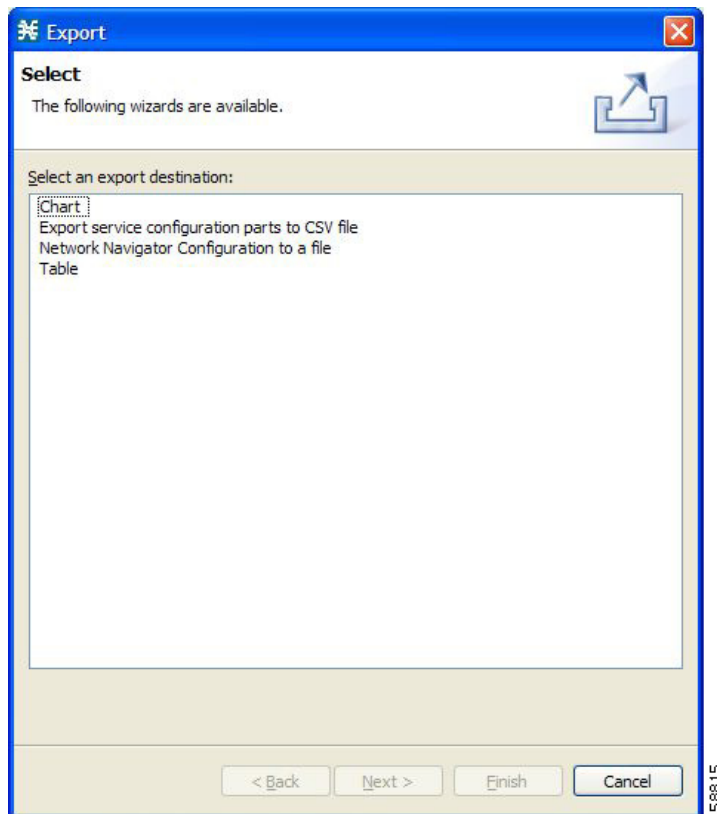 Export
Select
The following wizards are available.
Select an export destination:
Chart
Export service configuration parts to CSV file
Network Navigator Configuration to a file
Table
< Back
Next >
Finish
Cancel